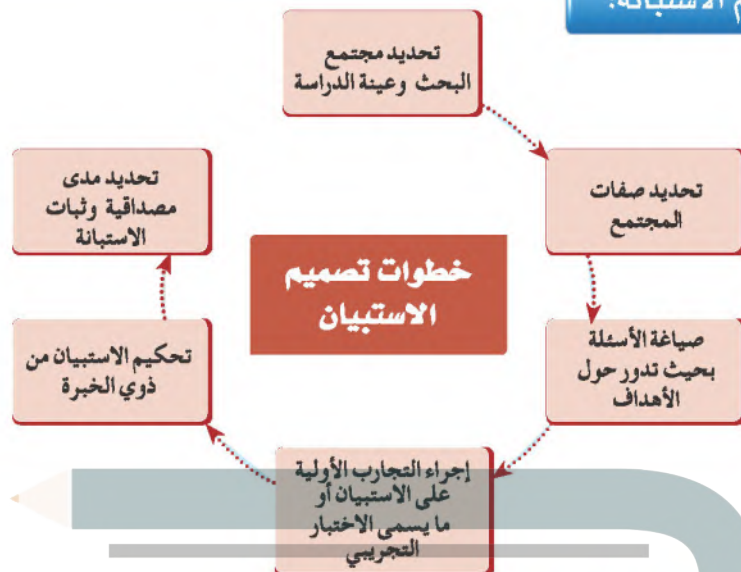 م الاستبانة:
تحديد مجتمع
البحث وعينة الدراسة
تحديد صفات
المجتمع
صياغة الأسئلة
بحيث تدور حول
الأهداف
إجراء التجارب الأولية
على الاستبيان أو
ما يسمى الاختبار
التجريبي
تحكيم الاستبيان من
ذوي الخبرة
تحديد مدى
مصداقية وثبات
الاستبانة
خطوات تصميم
الاستبيان